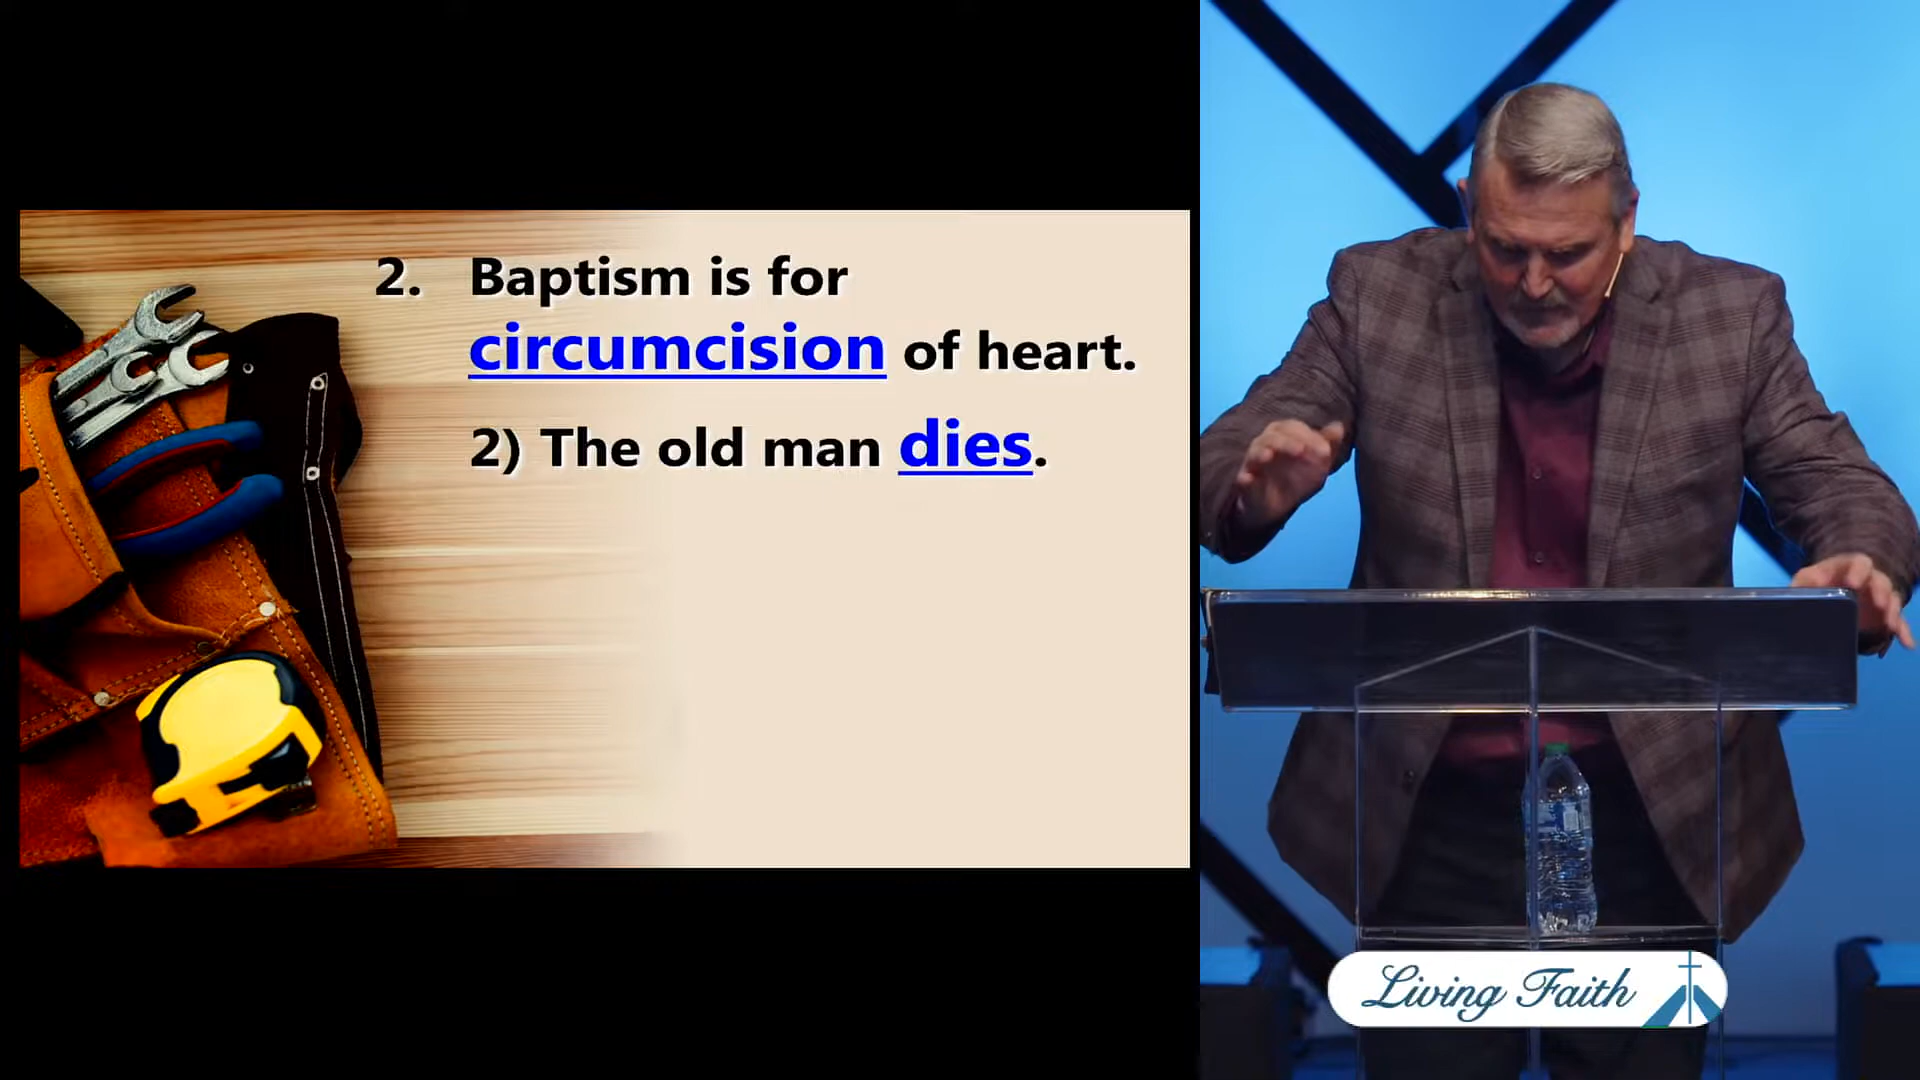 2. Baptism is for
circumcision of heart.
2) The old man dies.
Living Faith